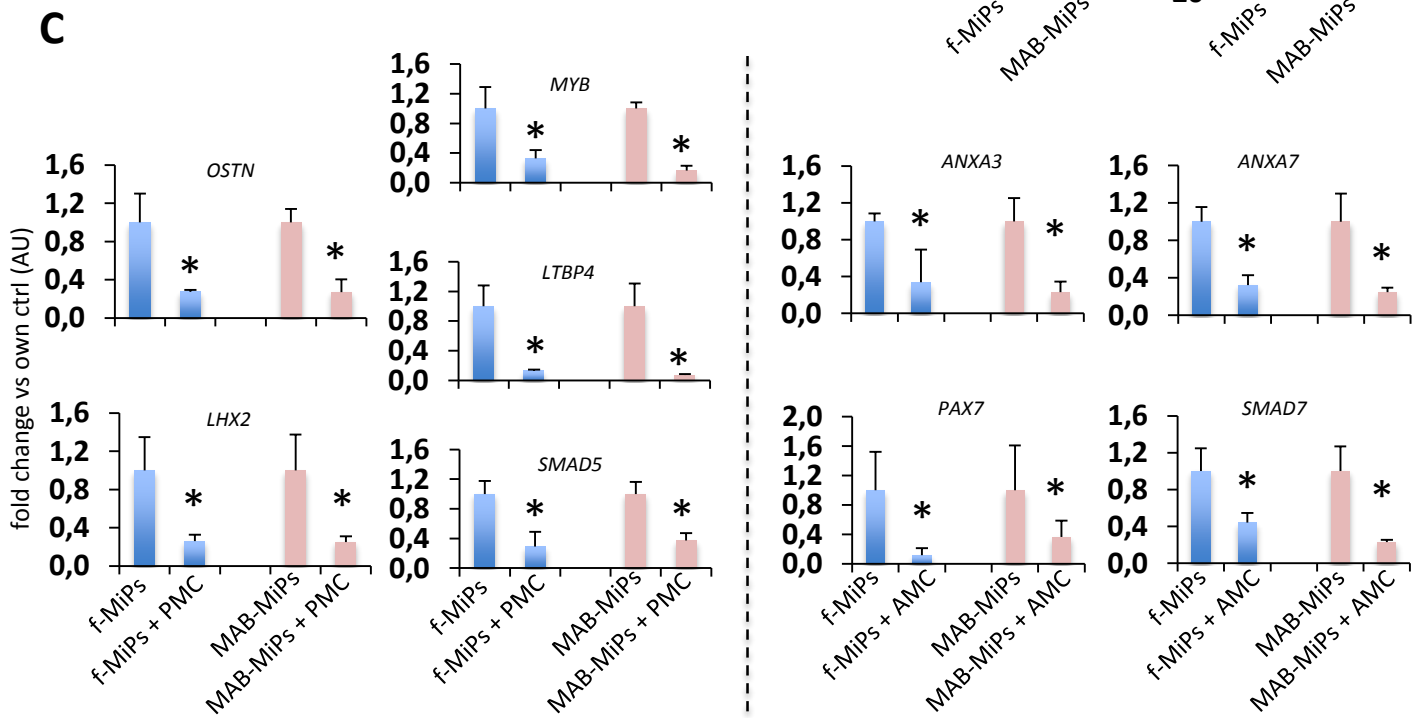 C
f-MiPs
MAB-MiPs
f-MiPs
MAB-MiPs
fold change vs own ctrl (AU)
OSTN
1,6
1,2
0,8
0,4
0,0
*
*
LHX2
1,6
1,2
0,8
0,4
0,0
*
*
f-MiPs
f-MiPs + PMC
MAB-MiPs
MAB-MiPs + PMC
MYB
1,6
1,2
0,8
0,4
0,0
*
*
LTBP4
1,6
1,2
0,8
0,4
0,0
*
*
SMAD5
1,6
1,2
0,8
0,4
0,0
*
*
f-MiPs
f-MiPs + PMC
MAB-MiPs
MAB-MiPs + PMC
ANXA3
1,6
1,2
0,8
0,4
0,0
*
*
PAX7
2,0
1,6
1,2
0,8
0,4
0,0
*
*
f-MiPs
f-MiPs + AMC
MAB-MiPs
MAB-MiPs + AMC
ANXA7
1,6
1,2
0,8
0,4
0,0
*
*
SMAD7
1,6
1,2
0,8
0,4
0,0
*
*
f-MiPs
f-MiPs + AMC
MAB-MiPs
MAB-MiPs + AMC